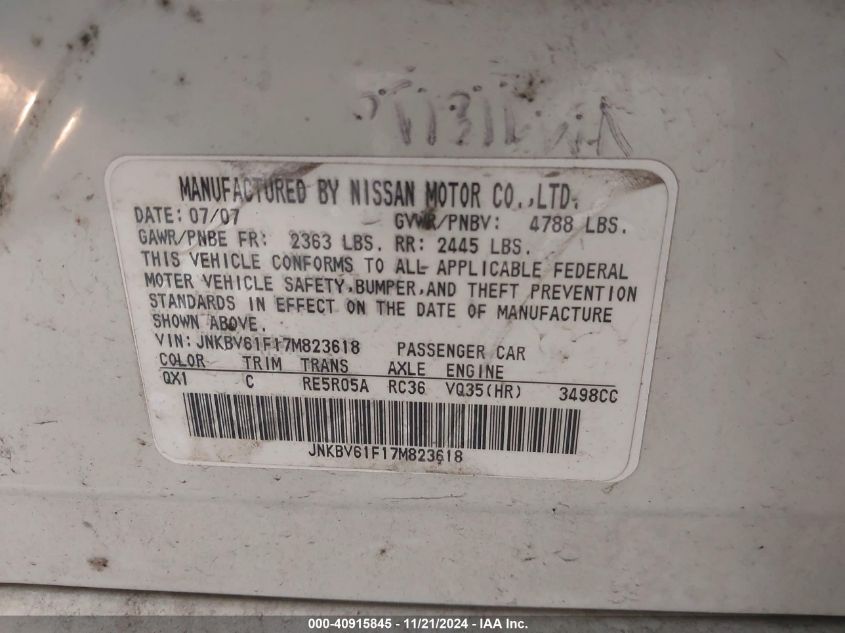 MANUFACTURED BY NISSAN MOTOR CO.,LTD.
DATE: 07/07 GVWR/PNBV: 4788 LBS.
GAWR/PNBE FR: 2363 LBS. RR: 2445 LBS.
THIS VEHICLE CONFORMS TO ALL APPLICABLE FEDERAL
MOTER VEHICLE SAFETY,BUMPER,AND THEFT PREVENTION
STANDARDS IN EFFECT ON THE DATE OF MANUFACTURE
SHOWN ABOVE.
VIN: JNKBV61F17M823618 PASSENGER CAR
COLOR TRIM TRANS AXLE ENGINE
QX1 C RE5R05A RC36 VQ35(HR) 3498CC
JNKBV61F17M823618
000-40915845 - 11/21/2024 - IAA Inc.